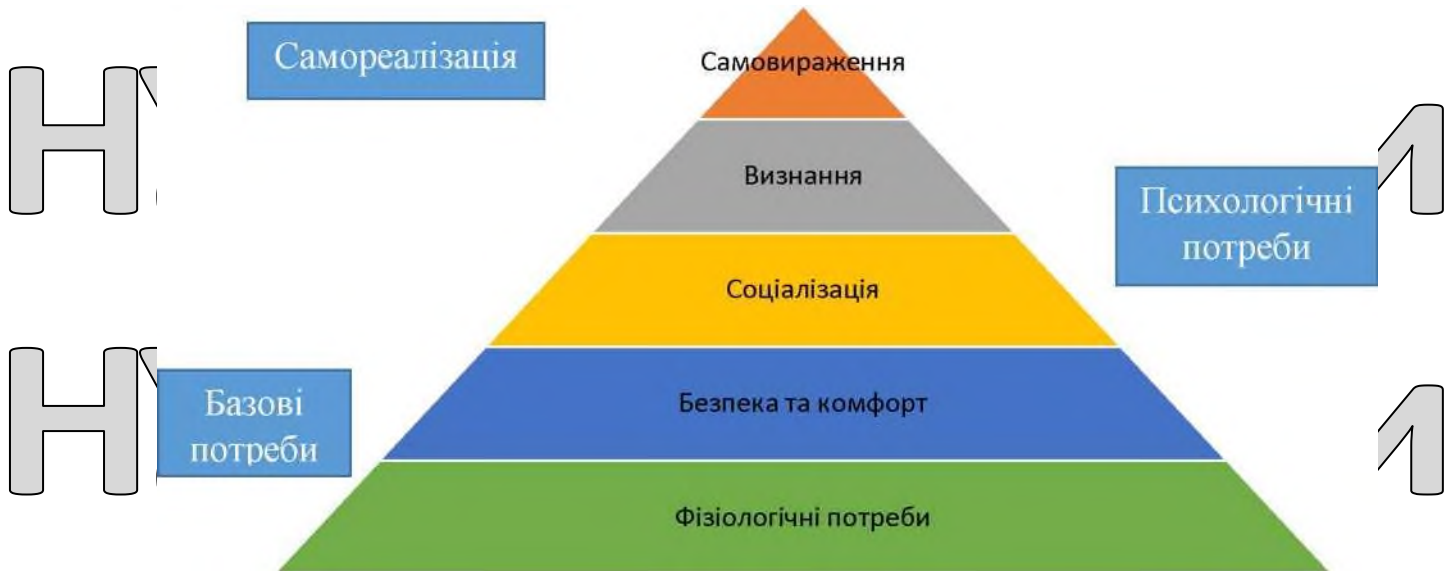 Самореалізація
Самовираження
Визнання
Психологічні
потреби
Соціалізація
Базові
потреби
Безпека та комфорт
Фізіологічні потреби